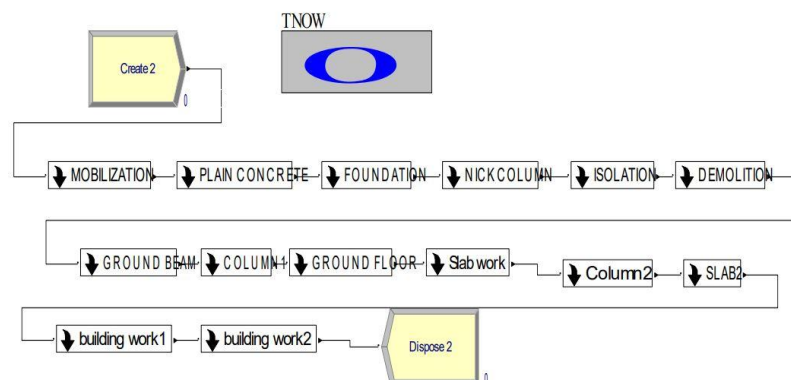 TNOW
0
Create 2
0
MOBILIZATION PLAIN CONCRETE FOUNDATION NICK COLUMN ISOLATION DEMOLITION
GROUND BEAM COLUMN1 GROUND FLOOR Slab work Column2 SLAB2
building work1 building work2 Dispose 2
0